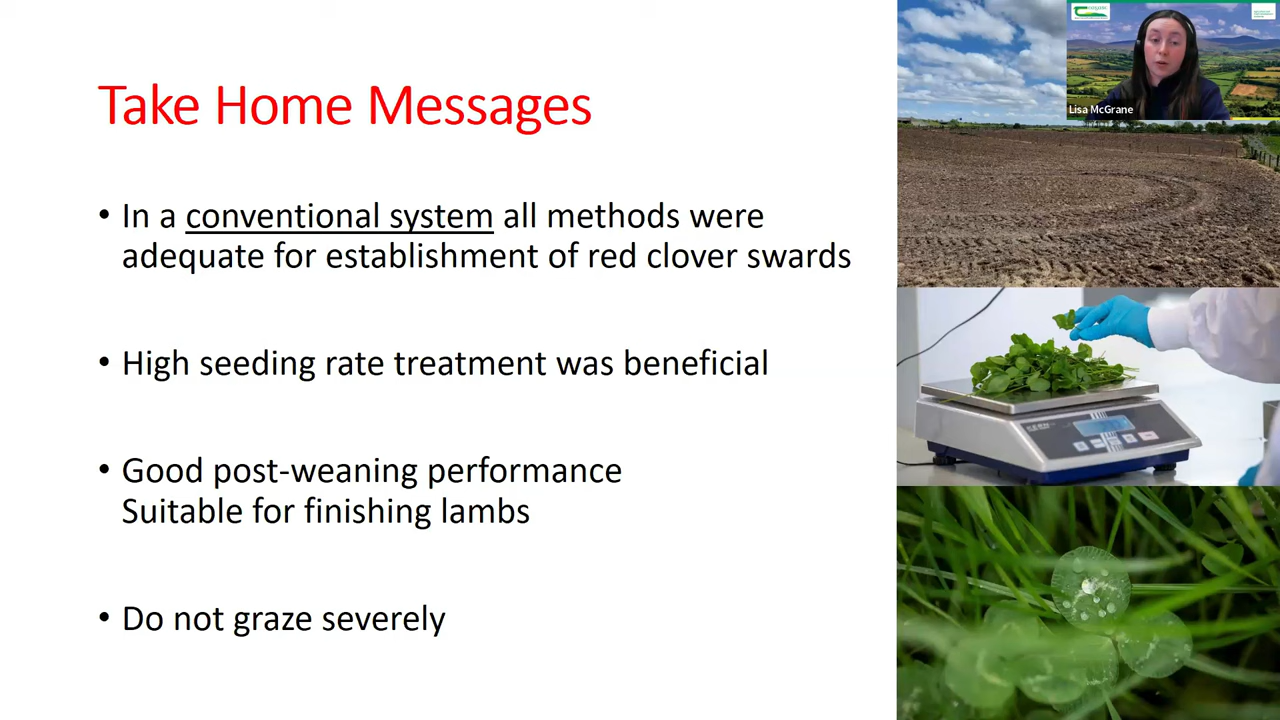 Take Home Messages
• In a conventional system all methods were
adequate for establishment of red clover swards
• High seeding rate treatment was beneficial
• Good post-weaning performance
Suitable for finishing lambs
• Do not graze severely
Lisa McGrane
KERN